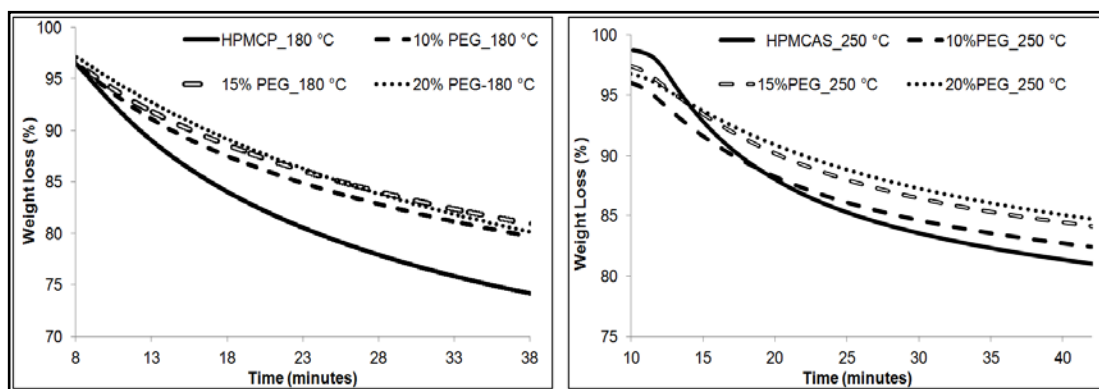 HPMCP_180 °C
10% PEG_180 °C
15% PEG_180 °C
20% PEG-180 °C
Weight loss (%)
100
95
90
85
80
75
70
8 13 18 23 28 33 38
Time (minutes)
HPMCAS_250 °C
10%PEG_250 °C
15%PEG_250 °C
20%PEG_250 °C
Weight Loss (%)
100
95
90
85
80
75
10 15 20 25 30 35 40
Time (minutes)